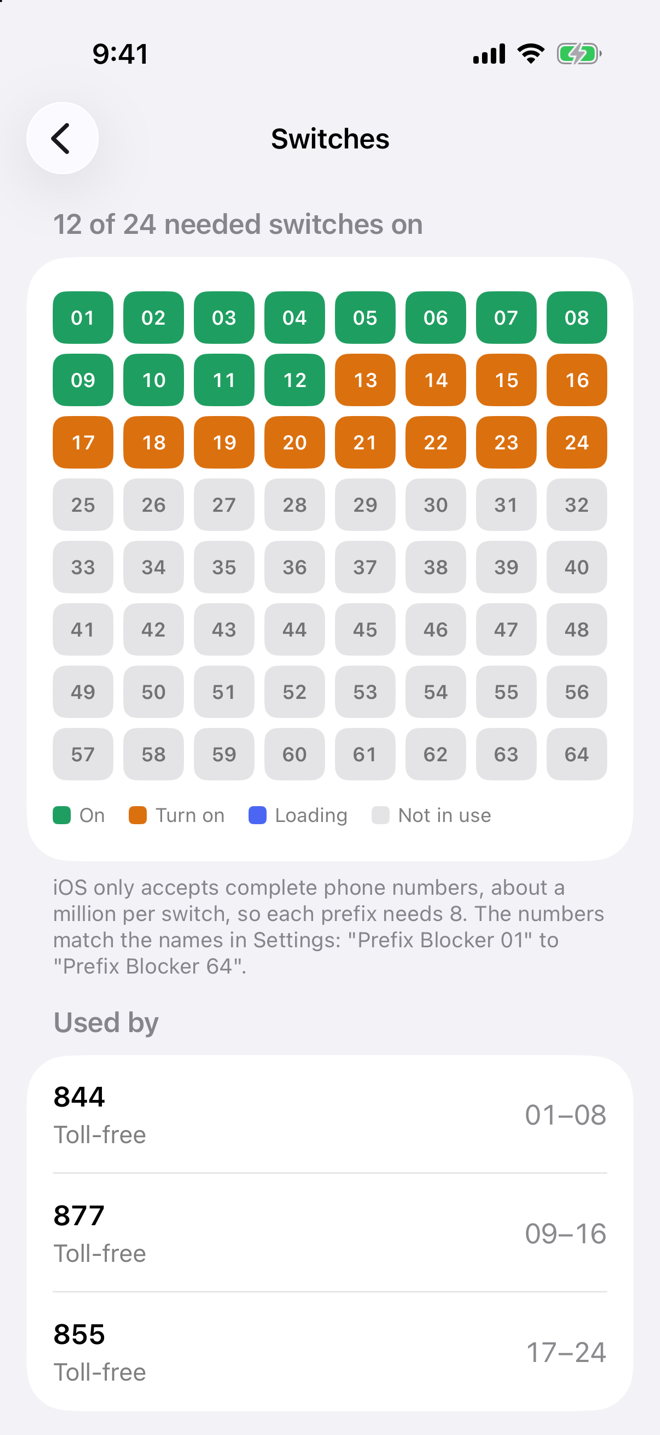 9:41
Switches
12 of 24 needed switches on
01 02 03 04 05 06 07 08
09 10 11 12 13 14 15 16
17 18 19 20 21 22 23 24
25 26 27 28 29 30 31 32
33 34 35 36 37 38 39 40
41 42 43 44 45 46 47 48
49 50 51 52 53 54 55 56
57 58 59 60 61 62 63 64
On Turn on Loading Not in use
iOS only accepts complete phone numbers, about a
million per switch, so each prefix needs 8. The numbers
match the names in Settings: "Prefix Blocker 01" to
"Prefix Blocker 64".
Used by
844
Toll-free
01–08
877
Toll-free
09–16
855
Toll-free
17–24